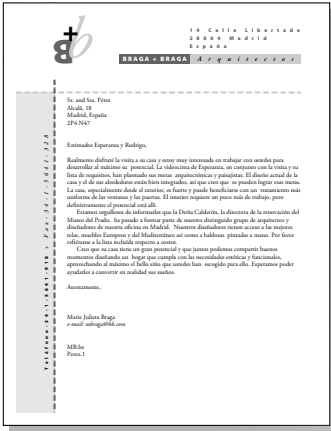 b+b
14 Calle Libertade
28004 Madrid
España
BRAGA + BRAGA Arquitectos
Sr. and Sra. Pérez
Alcalá, 18
Madrid, España
2P4 N47
Estimados Esperanza y Rodrigo,
Realmente disfruté la visita a su casa y estoy muy interesada en trabajar con ustedes para
desarrollar al máximo su potencial. La videocinta de Esperanza, en conjunto con la visita y su
lista de requisitos, han plasmado sus metas arquitectónicas y paisajistas. El diseño actual de la
casa y el de sus alrededores están bien integrados, así que creo que se pueden lograr esas metas.
La casa, especialmente desde el exterior, es fuerte y puede beneficiarse con un tratamiento más
uniforme de las ventanas y las puertas. El interior requiere un poco más de trabajo, pero
definitivamente el potencial está allí.
Estamos orgullosos de informarles que la Doña Calderón, la directora de la renovación del
Museo del Prado, ha pasado a formar parte de nuestro distinguido grupo de arquitectos y
diseñadores de nuestra oficina en Madrid. Nuestros diseñadores tienen acceso a las mejores
telas, muebles Europeos y del Mediterráneo así como a baldosas pintadas a mano. Por favor
refiéranse a la lista incluida respecto a costos.
Creo que su casa tiene un gran potencial y que juntos podemos compartir buenos
momentos diseñando un hogar que cumpla con las necesidades estéticas y funcionales,
aprovechando al máximo el bello sitio que ustedes han escogido para ello. Esperamos poder
ayudarlos a convertir en realidad sus sueños.
Atentamente,
Marie Julieta Braga
e-mail: mbraga@bb.com
MB:be
Perez.1
Teléfono